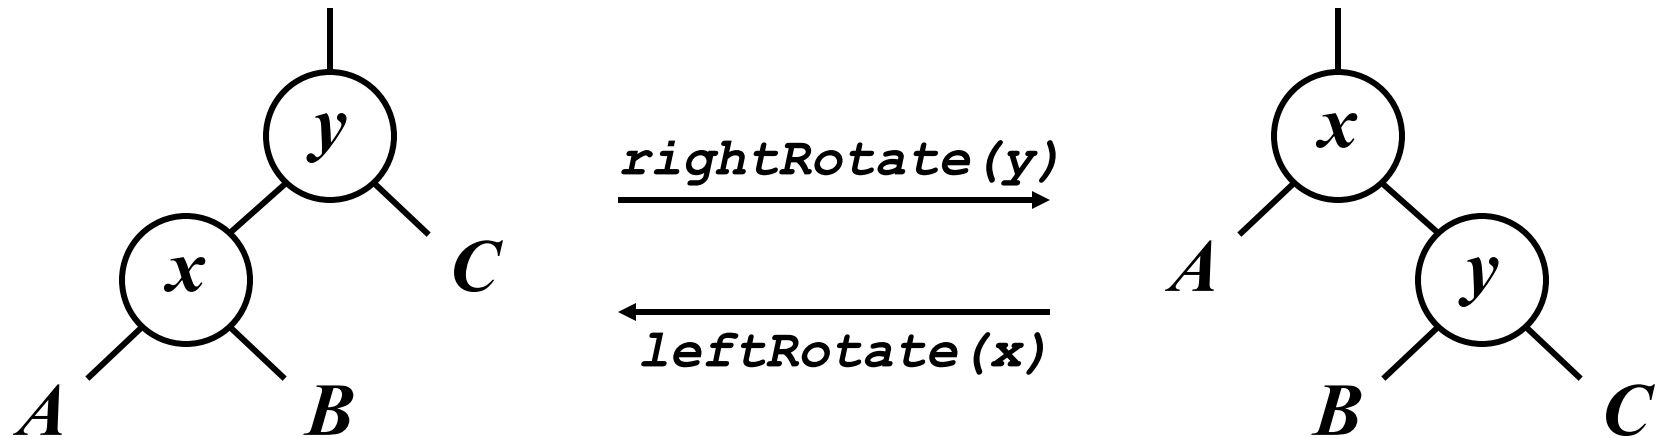 y
x
C
A
B
rightRotate(y)
leftRotate(x)
x
A
y
B
C